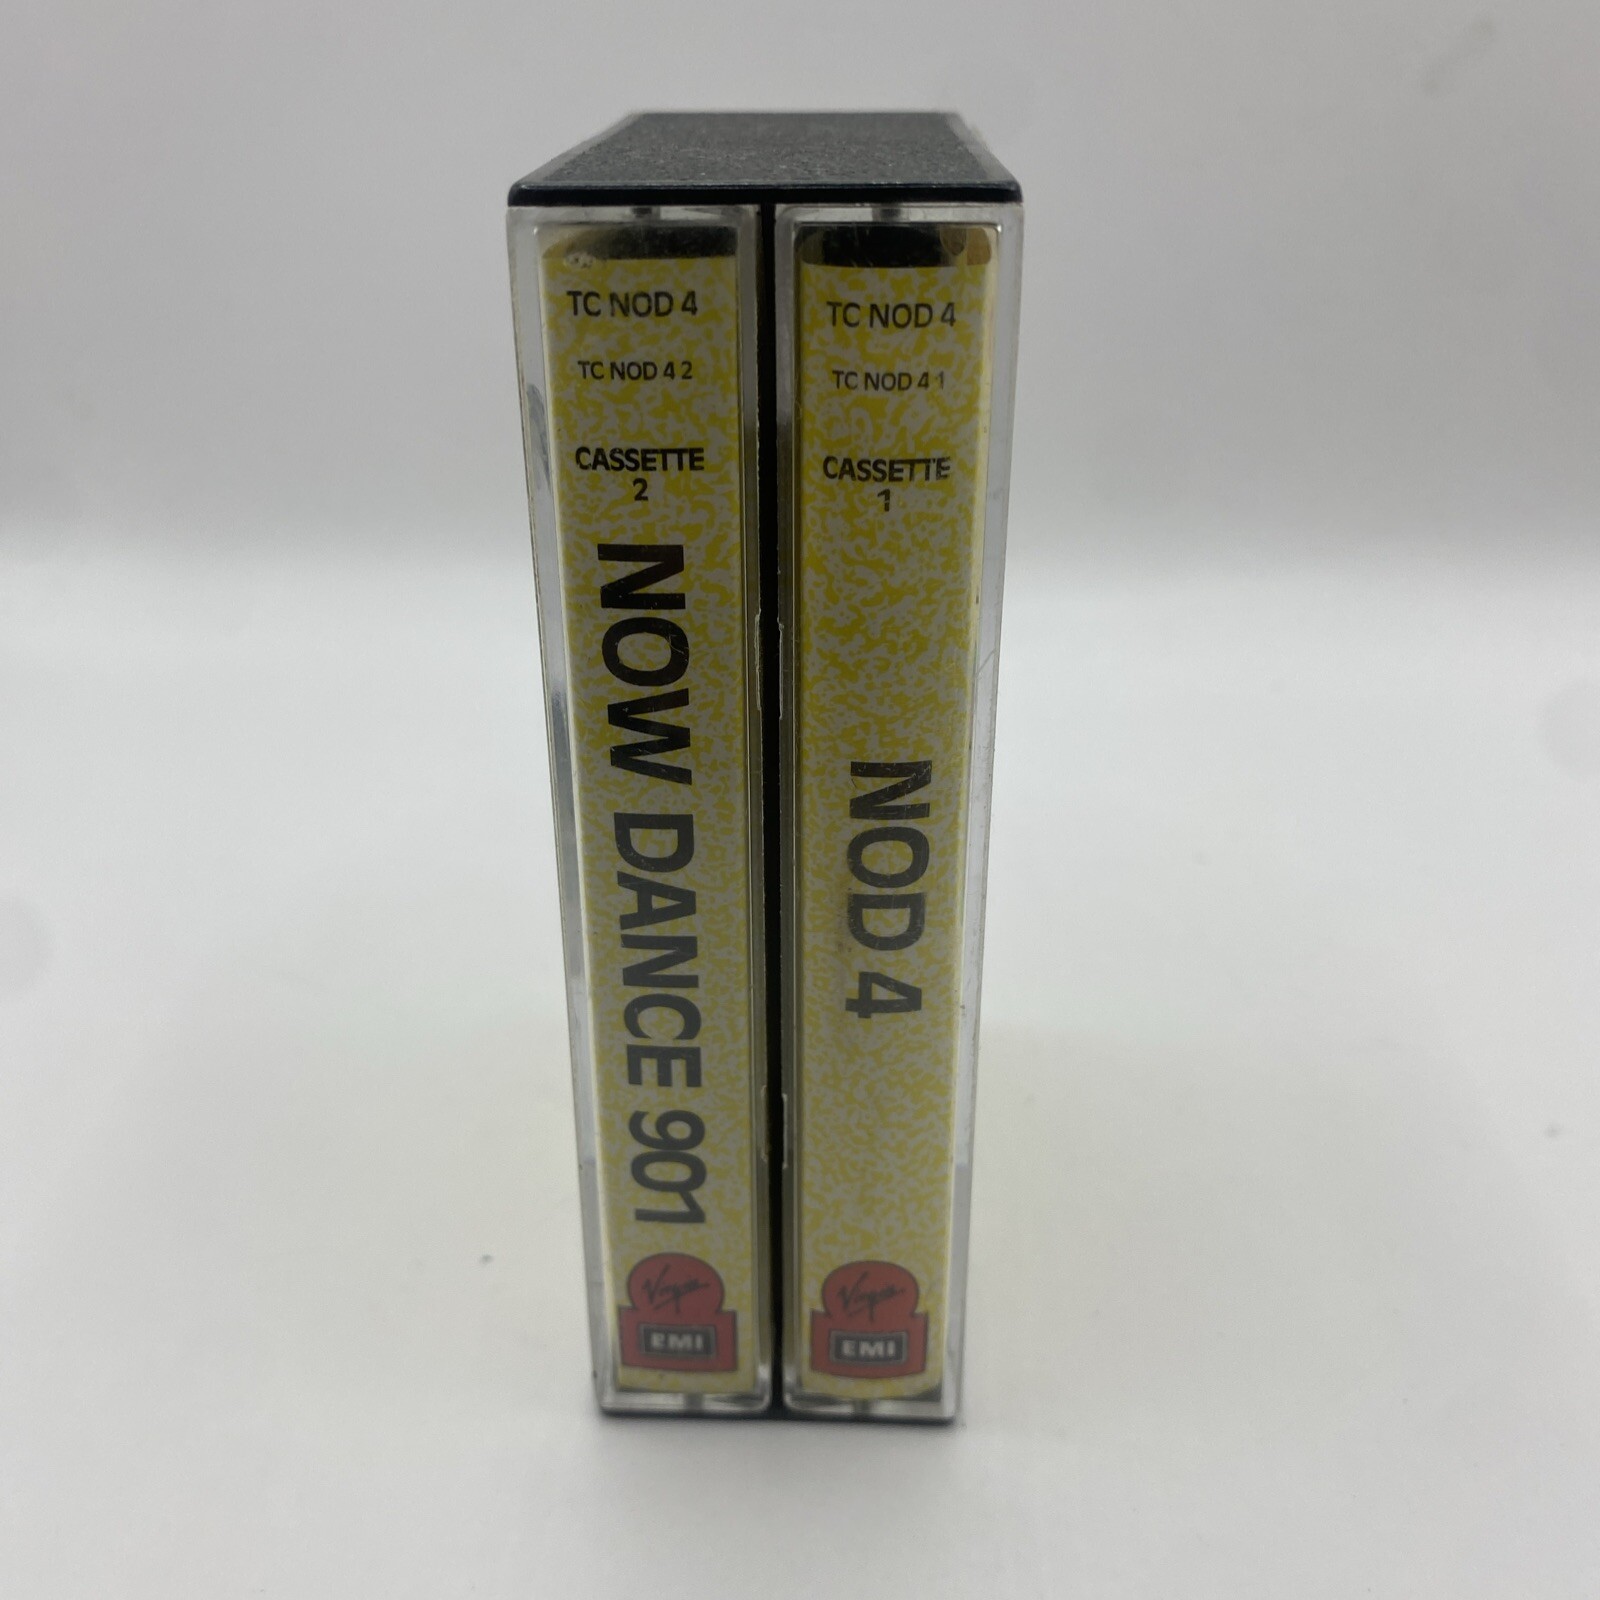 TC NOD 4
TC NOD 4 2
CASSETTE
2
NOW DANCE 901
Virgin
EMI
TC NOD 4
TC NOD 4 1
CASSETTE
1
NOD 4
Virgin
EMI